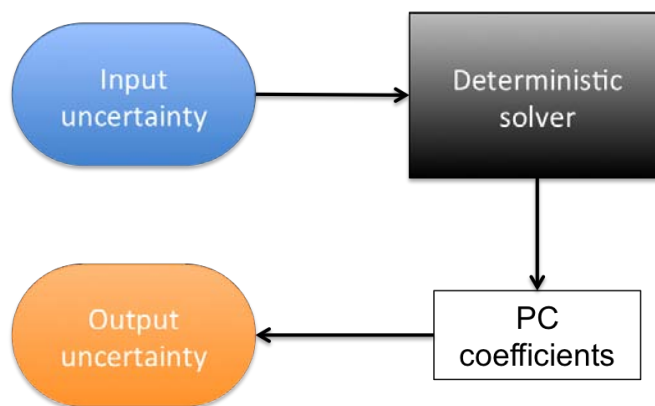 Input
uncertainty
Deterministic
solver
PC
coefficients
Output
uncertainty